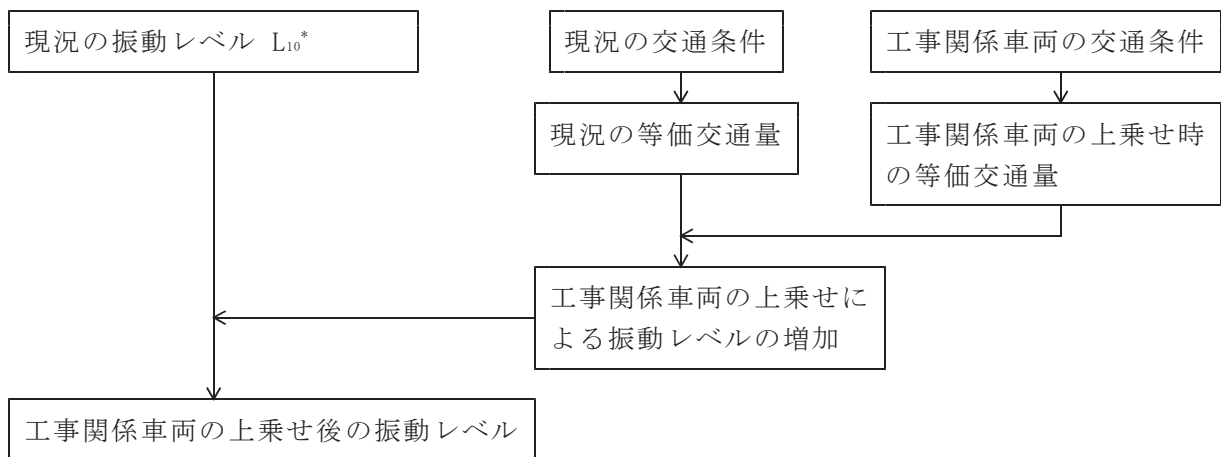 現況の振動レベル L₁₀*
現況の交通条件
工事関係車両の交通条件
現況の等価交通量
工事関係車両の上乗せ時
の等価交通量
工事関係車両の上乗せに
よる振動レベルの増加
工事関係車両の上乗せ後の振動レベル